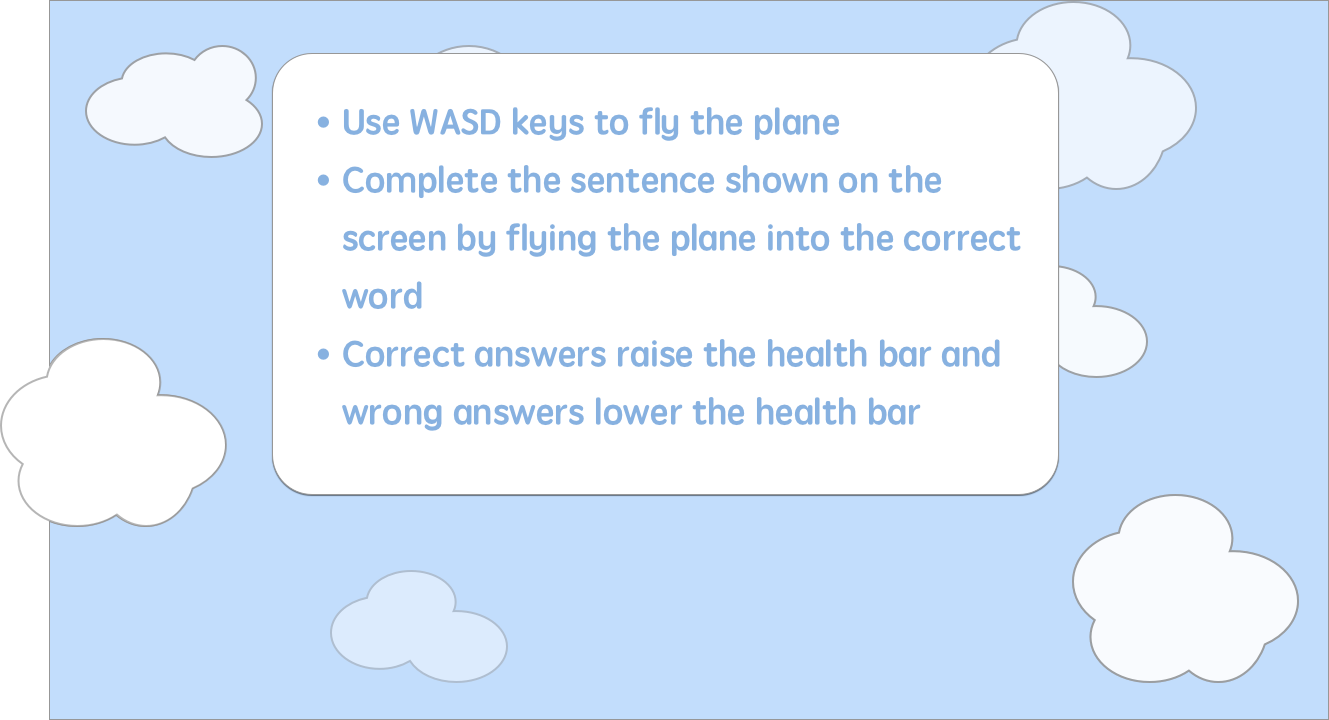 • Use WASD keys to fly the plane
• Complete the sentence shown on the
screen by flying the plane into the correct
word
• Correct answers raise the health bar and
wrong answers lower the health bar